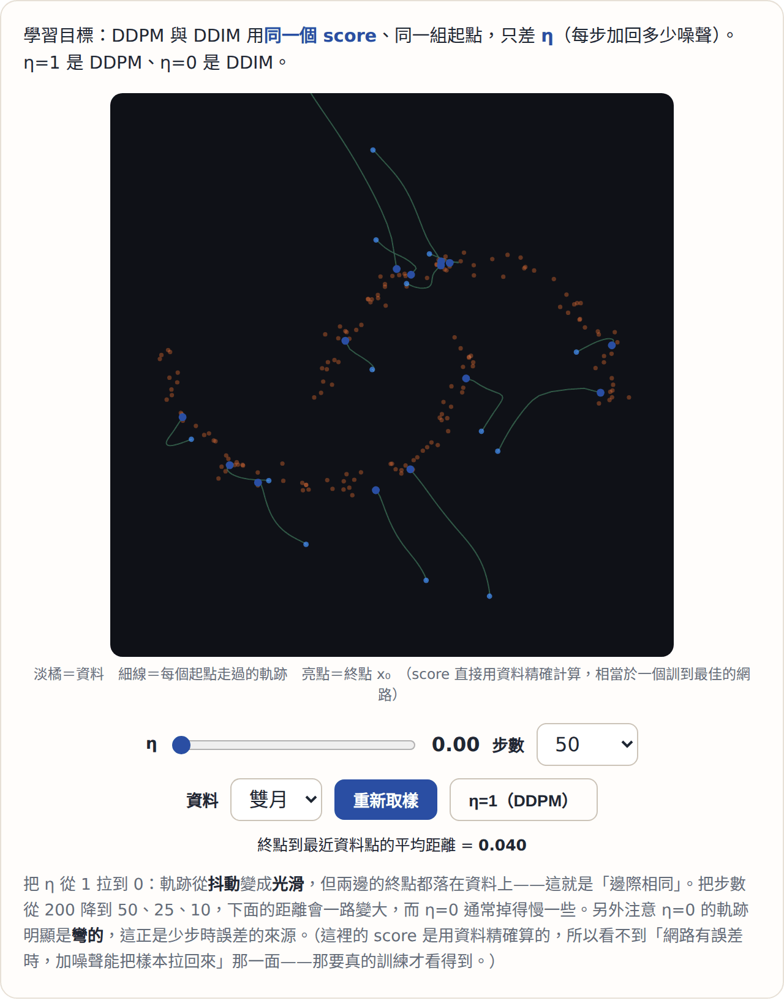 學習目標：DDPM 與 DDIM 用同一個 score、同一組起點，只差 η（每步加回多少噪聲）。
η=1 是 DDPM、η=0 是 DDIM。
淡橘＝資料　細線＝每個起點走過的軌跡　亮點＝終點 x₀　（score 直接用資料精確計算，相當於一個訓到最佳的網
路）
η 0.00 步數 50
資料 雙月 重新取樣 η=1（DDPM）
終點到最近資料點的平均距離 = 0.040
把 η 從 1 拉到 0：軌跡從抖動變成光滑，但兩邊的終點都落在資料上——這就是「邊際相同」。把步數
從 200 降到 50、25、10，下面的距離會一路變大，而 η=0 通常掉得慢一些。另外注意 η=0 的軌跡
明顯是彎的，這正是少步時誤差的來源。（這裡的 score 是用資料精確算的，所以看不到「網路有誤差
時，加噪聲能把樣本拉回來」那一面——那要真的訓練才看得到。）